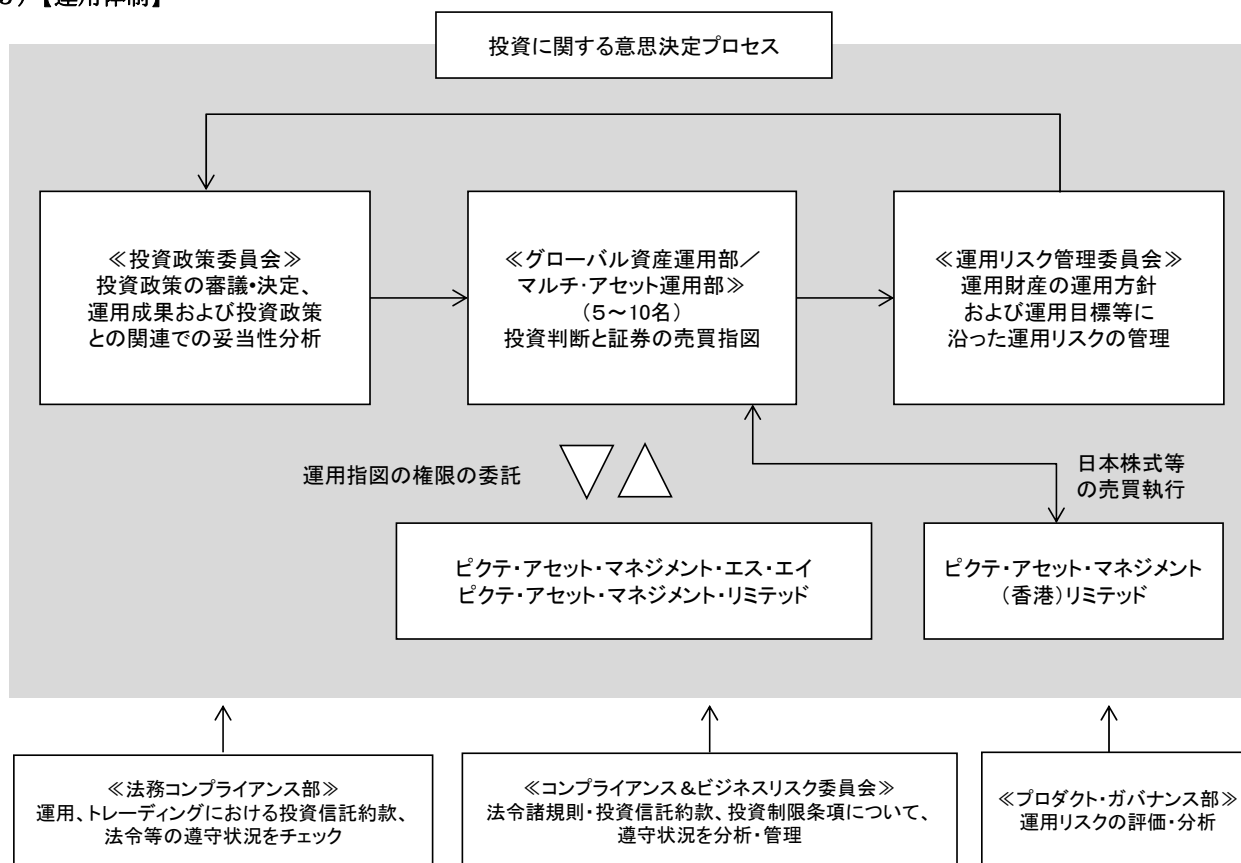 【運用体制】
投資に関する意思決定プロセス
≪投資政策委員会≫
投資政策の審議・決定、
運用成果および投資政策
との関連での妥当性分析
≪グローバル資産運用部／
マルチ・アセット運用部≫
（5～10名）
投資判断と証券の売買指図
≪運用リスク管理委員会≫
運用財産の運用方針
および運用目標等に
沿った運用リスクの管理
運用指図の権限の委託
日本株式等
の売買執行
ピクテ・アセット・マネジメント・エス・エイ
ピクテ・アセット・マネジメント・リミテッド
ピクテ・アセット・マネジメント
（香港）リミテッド
≪法務コンプライアンス部≫
運用、トレーディングにおける投資信託約款、
法令等の遵守状況をチェック
≪コンプライアンス＆ビジネスリスク委員会≫
法令諸規則・投資信託約款、投資制限条項について、
遵守状況を分析・管理
≪プロダクト・ガバナンス部≫
運用リスクの評価・分析